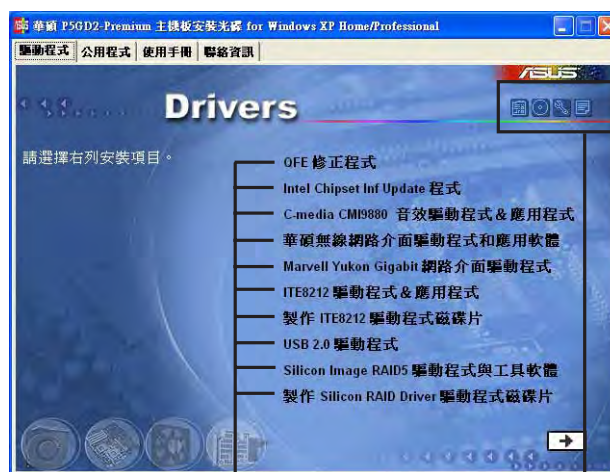 華碩 P5GD2-Premium 主機板安裝光碟 for Windows XP Home/Professional
驅動程式 公用程式 使用手冊 聯絡資訊
ASUS
Drivers
請選擇右列安裝項目。
QFE 修正程式
Intel Chipset Inf Update 程式
C-media CMI9880 音效驅動程式 & 應用程式
華碩無線網路介面驅動程式和應用軟體
Marvell Yukon Gigabit 網路介面驅動程式
ITE8212 驅動程式 & 應用程式
製作 ITE8212 驅動程式磁碟片
USB 2.0 驅動程式
Silicon Image RAID5 驅動程式與工具軟體
製作 Silicon RAID Driver 驅動程式磁碟片